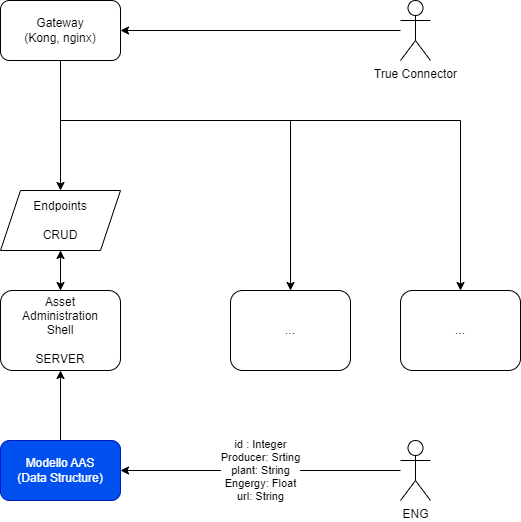 Gateway
(Kong, nginx)
True Connector
Endpoints
CRUD
Asset
Administration
Shell
SERVER
...
...
Modello AAS
(Data Structure)
id : Integer
Producer: Srting
plant: String
Engergy: Float
url: String
ENG